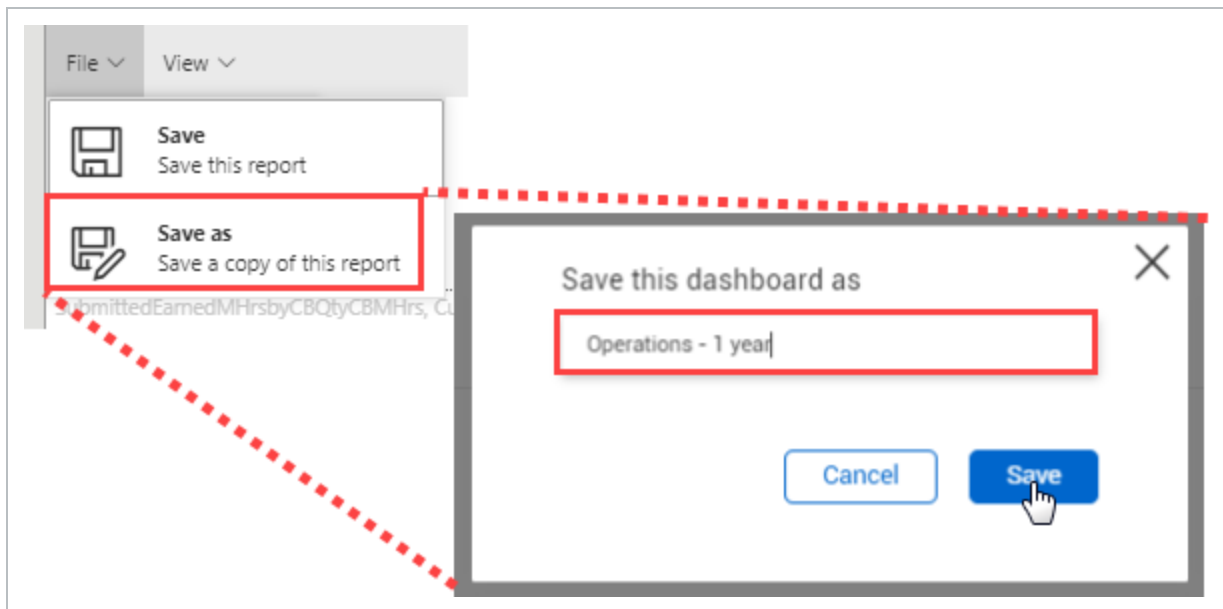 File View
Save
Save this report
Save as
Save a copy of this report
SubmittedEarnedMHrsbyCBQtyCBMHrs,
Save this dashboard as
Operations - 1 year
Cancel Save